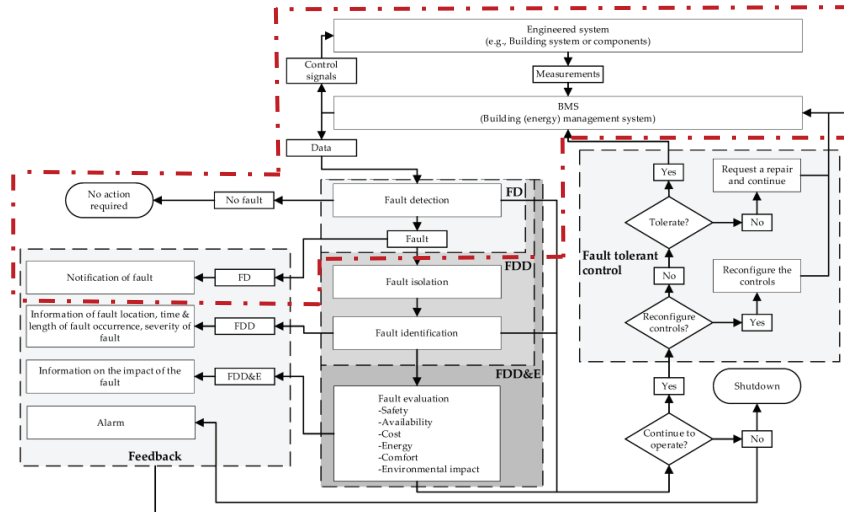 Engineered system
(e.g., Building system or components)
Control
signals
Measurements
BMS
(Building (energy) management system)
Data
No action
required
No fault
Fault detection
FD
Fault
Notification of fault
FD
FDD
Fault isolation
Information of fault location, time &
length of fault occurrence, severity of
fault
FDD
Fault identification
Information on the impact of the
fault
FDD&E
FDD&E
Fault evaluation
-Safety
-Availability
-Cost
-Energy
-Comfort
-Environmental impact
Alarm
Feedback
Yes
Request a repair
and continue
Tolerate?
No
Fault tolerant
control
No
Reconfigure the
controls
Reconfigure
controls?
Yes
Yes
Shutdown
Continue to
operate?
No